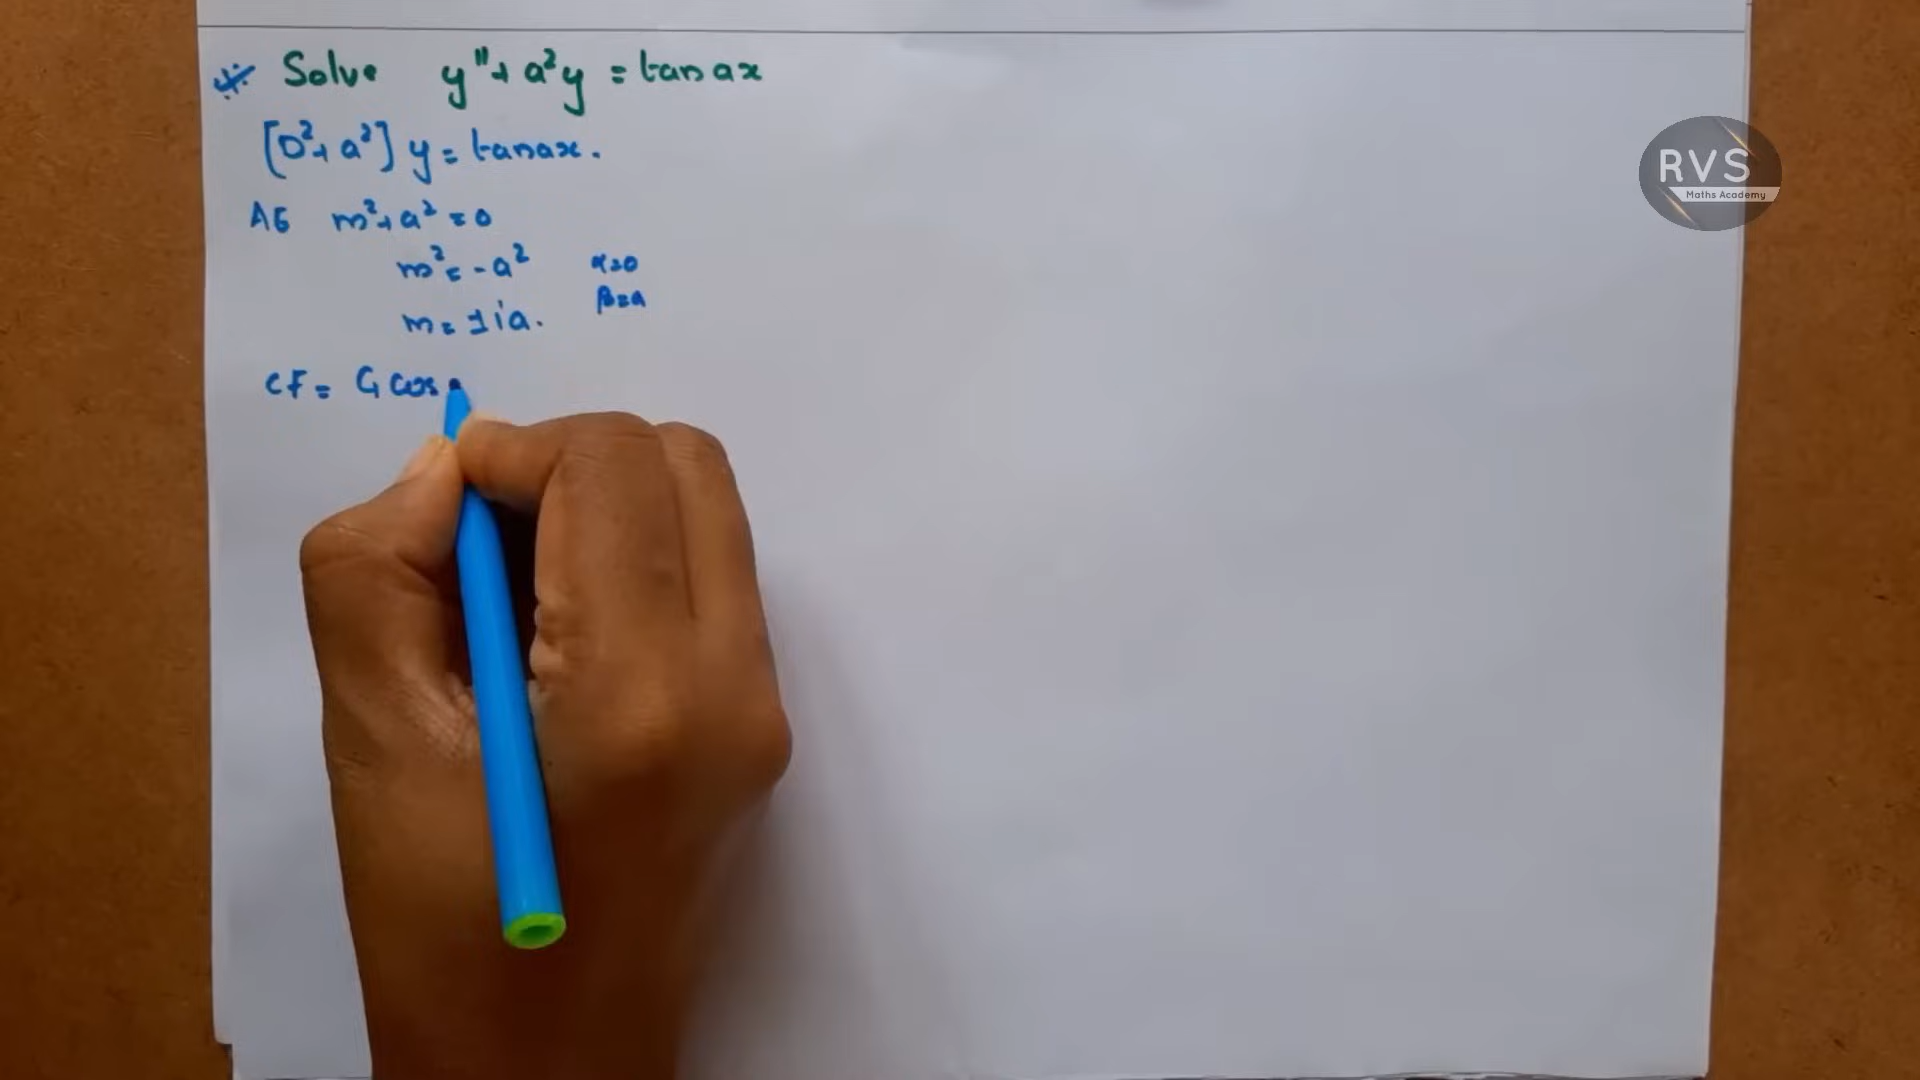 * Solve y" + a²y = tan ax
[D² + a²] y = tan ax.
AE m² + a² = 0
m² = -a² α=0
m = ±ia. β=a
CF = C₁ cos
RVS
Maths Academy